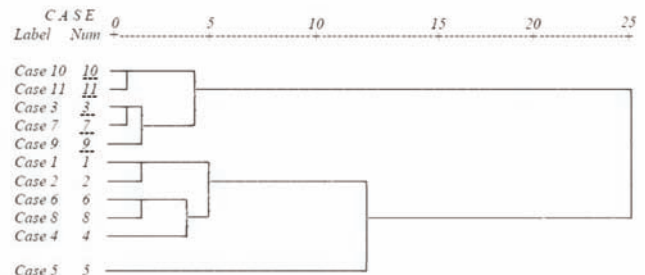 C A S E 0 5 10 15 20 25
Label Num
Case 10 10
Case 11 11
Case 3 3
Case 7 7
Case 9 9
Case 1 1
Case 2 2
Case 6 6
Case 8 8
Case 4 4
Case 5 5